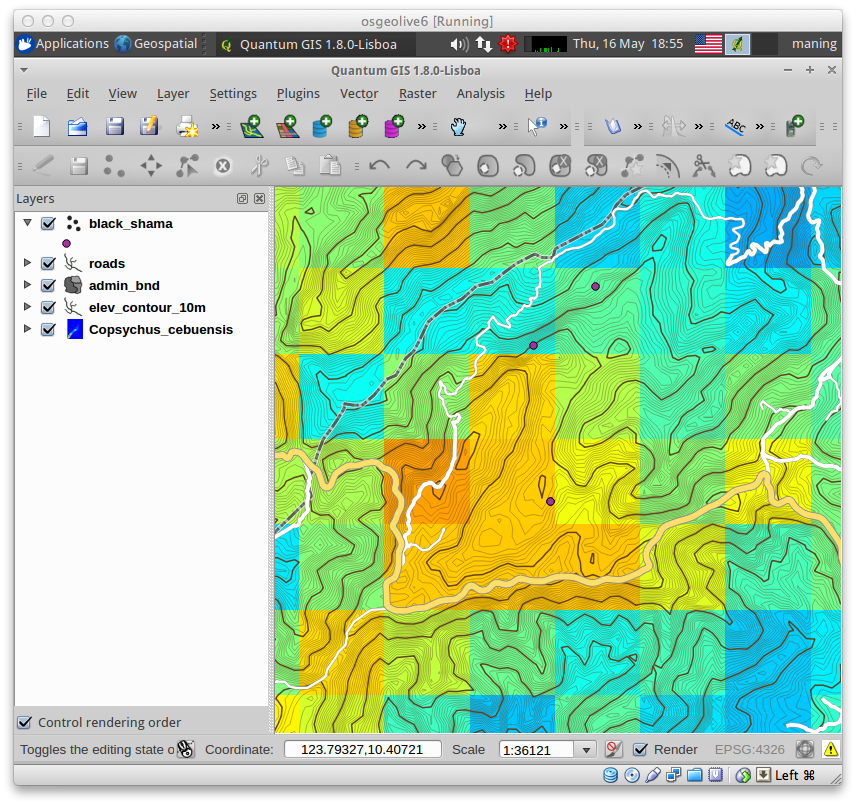 osgeolive6 [Running]
Applications Geospatial Quantum GIS 1.8.0-Lisboa Thu, 16 May 18:55 maning
Quantum GIS 1.8.0-Lisboa
File Edit View Layer Settings Plugins Vector Raster Analysis Help
ABC
Layers
black_shama
roads
admin_bnd
elev_contour_10m
Copsychus_cebuensis
Control rendering order
Toggles the editing state o Coordinate: 123.79327,10.40721 Scale 1:36121 Render EPSG:4326
Left ⌘